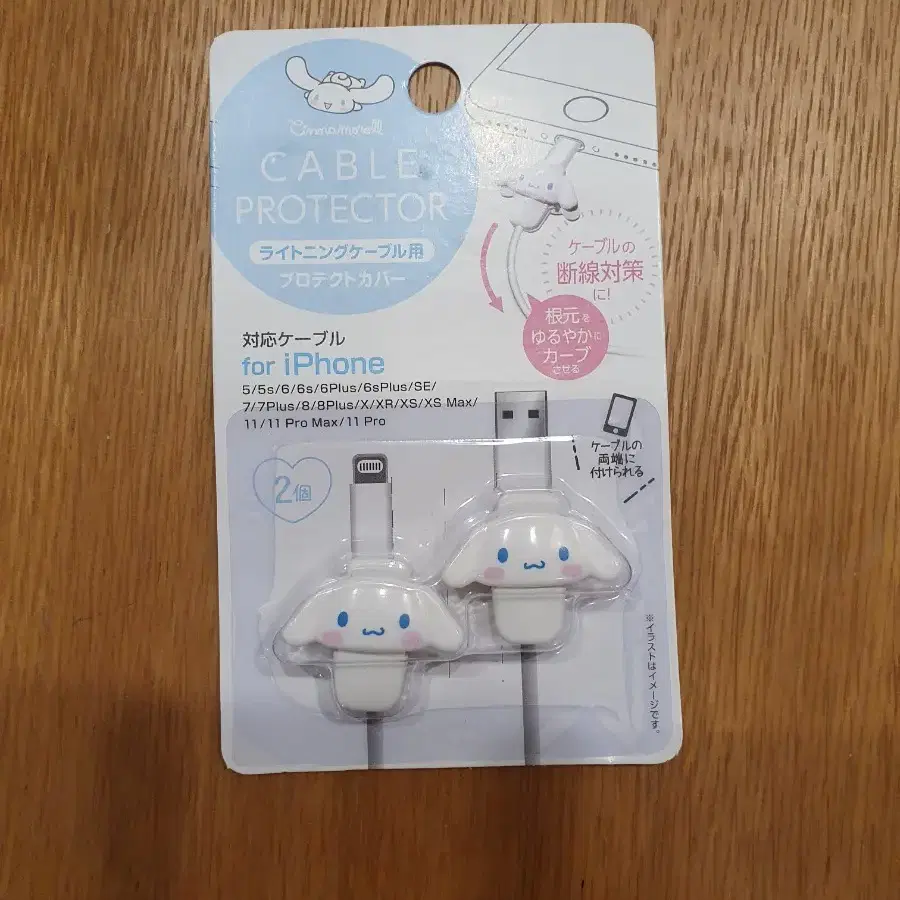 Cinnamoroll
CABLE
PROTECTOR
ライトニングケーブル用
プロテクトカバー
ケーブルの
断線対策
に!
根元を
ゆるやかに
カーブ
させる
対応ケーブル
for iPhone
5/5s/6/6s/6Plus/6sPlus/SE/
7/7Plus/8/8Plus/X/XR/XS/XS Max/
11/11 Pro Max/11 Pro
2個
ケーブルの
両端に
付けられる
※イラストはイメージです。